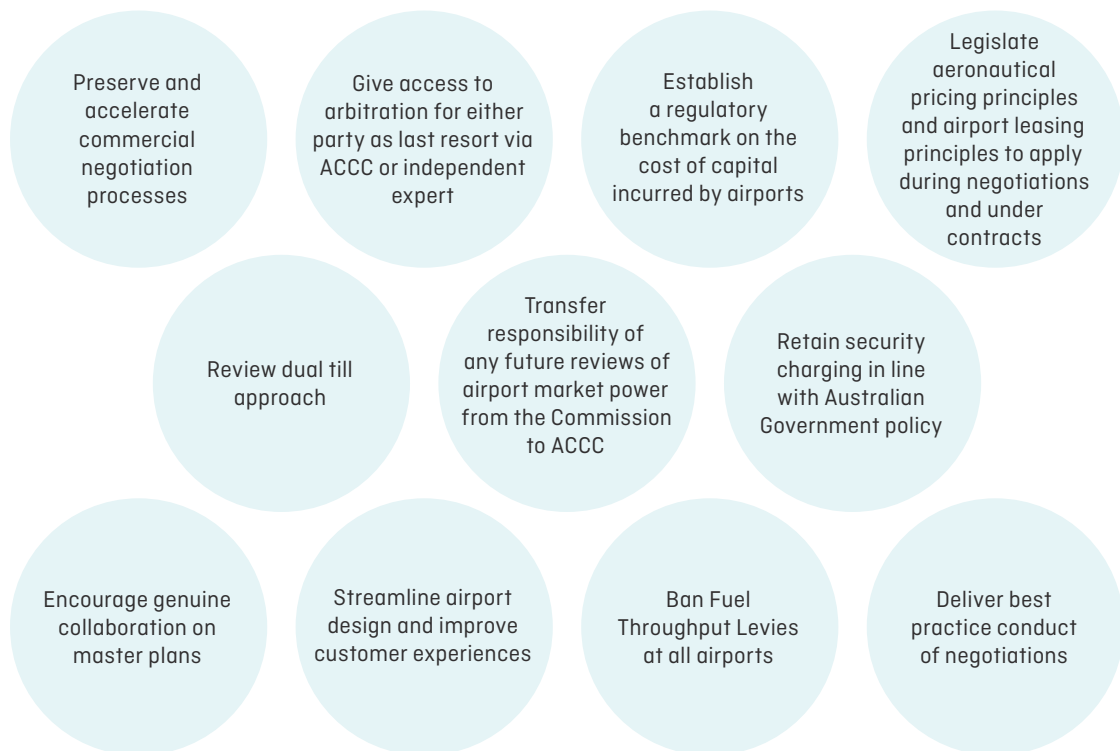 Preserve and
accelerate
commercial
negotiation
processes
Give access to
arbitration for either
party as last resort via
ACCC or independent
expert
Establish
a regulatory
benchmark on the
cost of capital
incurred by airports
Legislate
aeronautical
pricing principles
and airport leasing
principles to apply
during negotiations
and under
contracts
Review dual till
approach
Transfer
responsibility of
any future reviews of
airport market power
from the Commission
to ACCC
Retain security
charging in line
with Australian
Government policy
Encourage genuine
collaboration on
master plans
Streamline airport
design and improve
customer experiences
Ban Fuel
Throughput Levies
at all airports
Deliver best
practice conduct
of negotiations